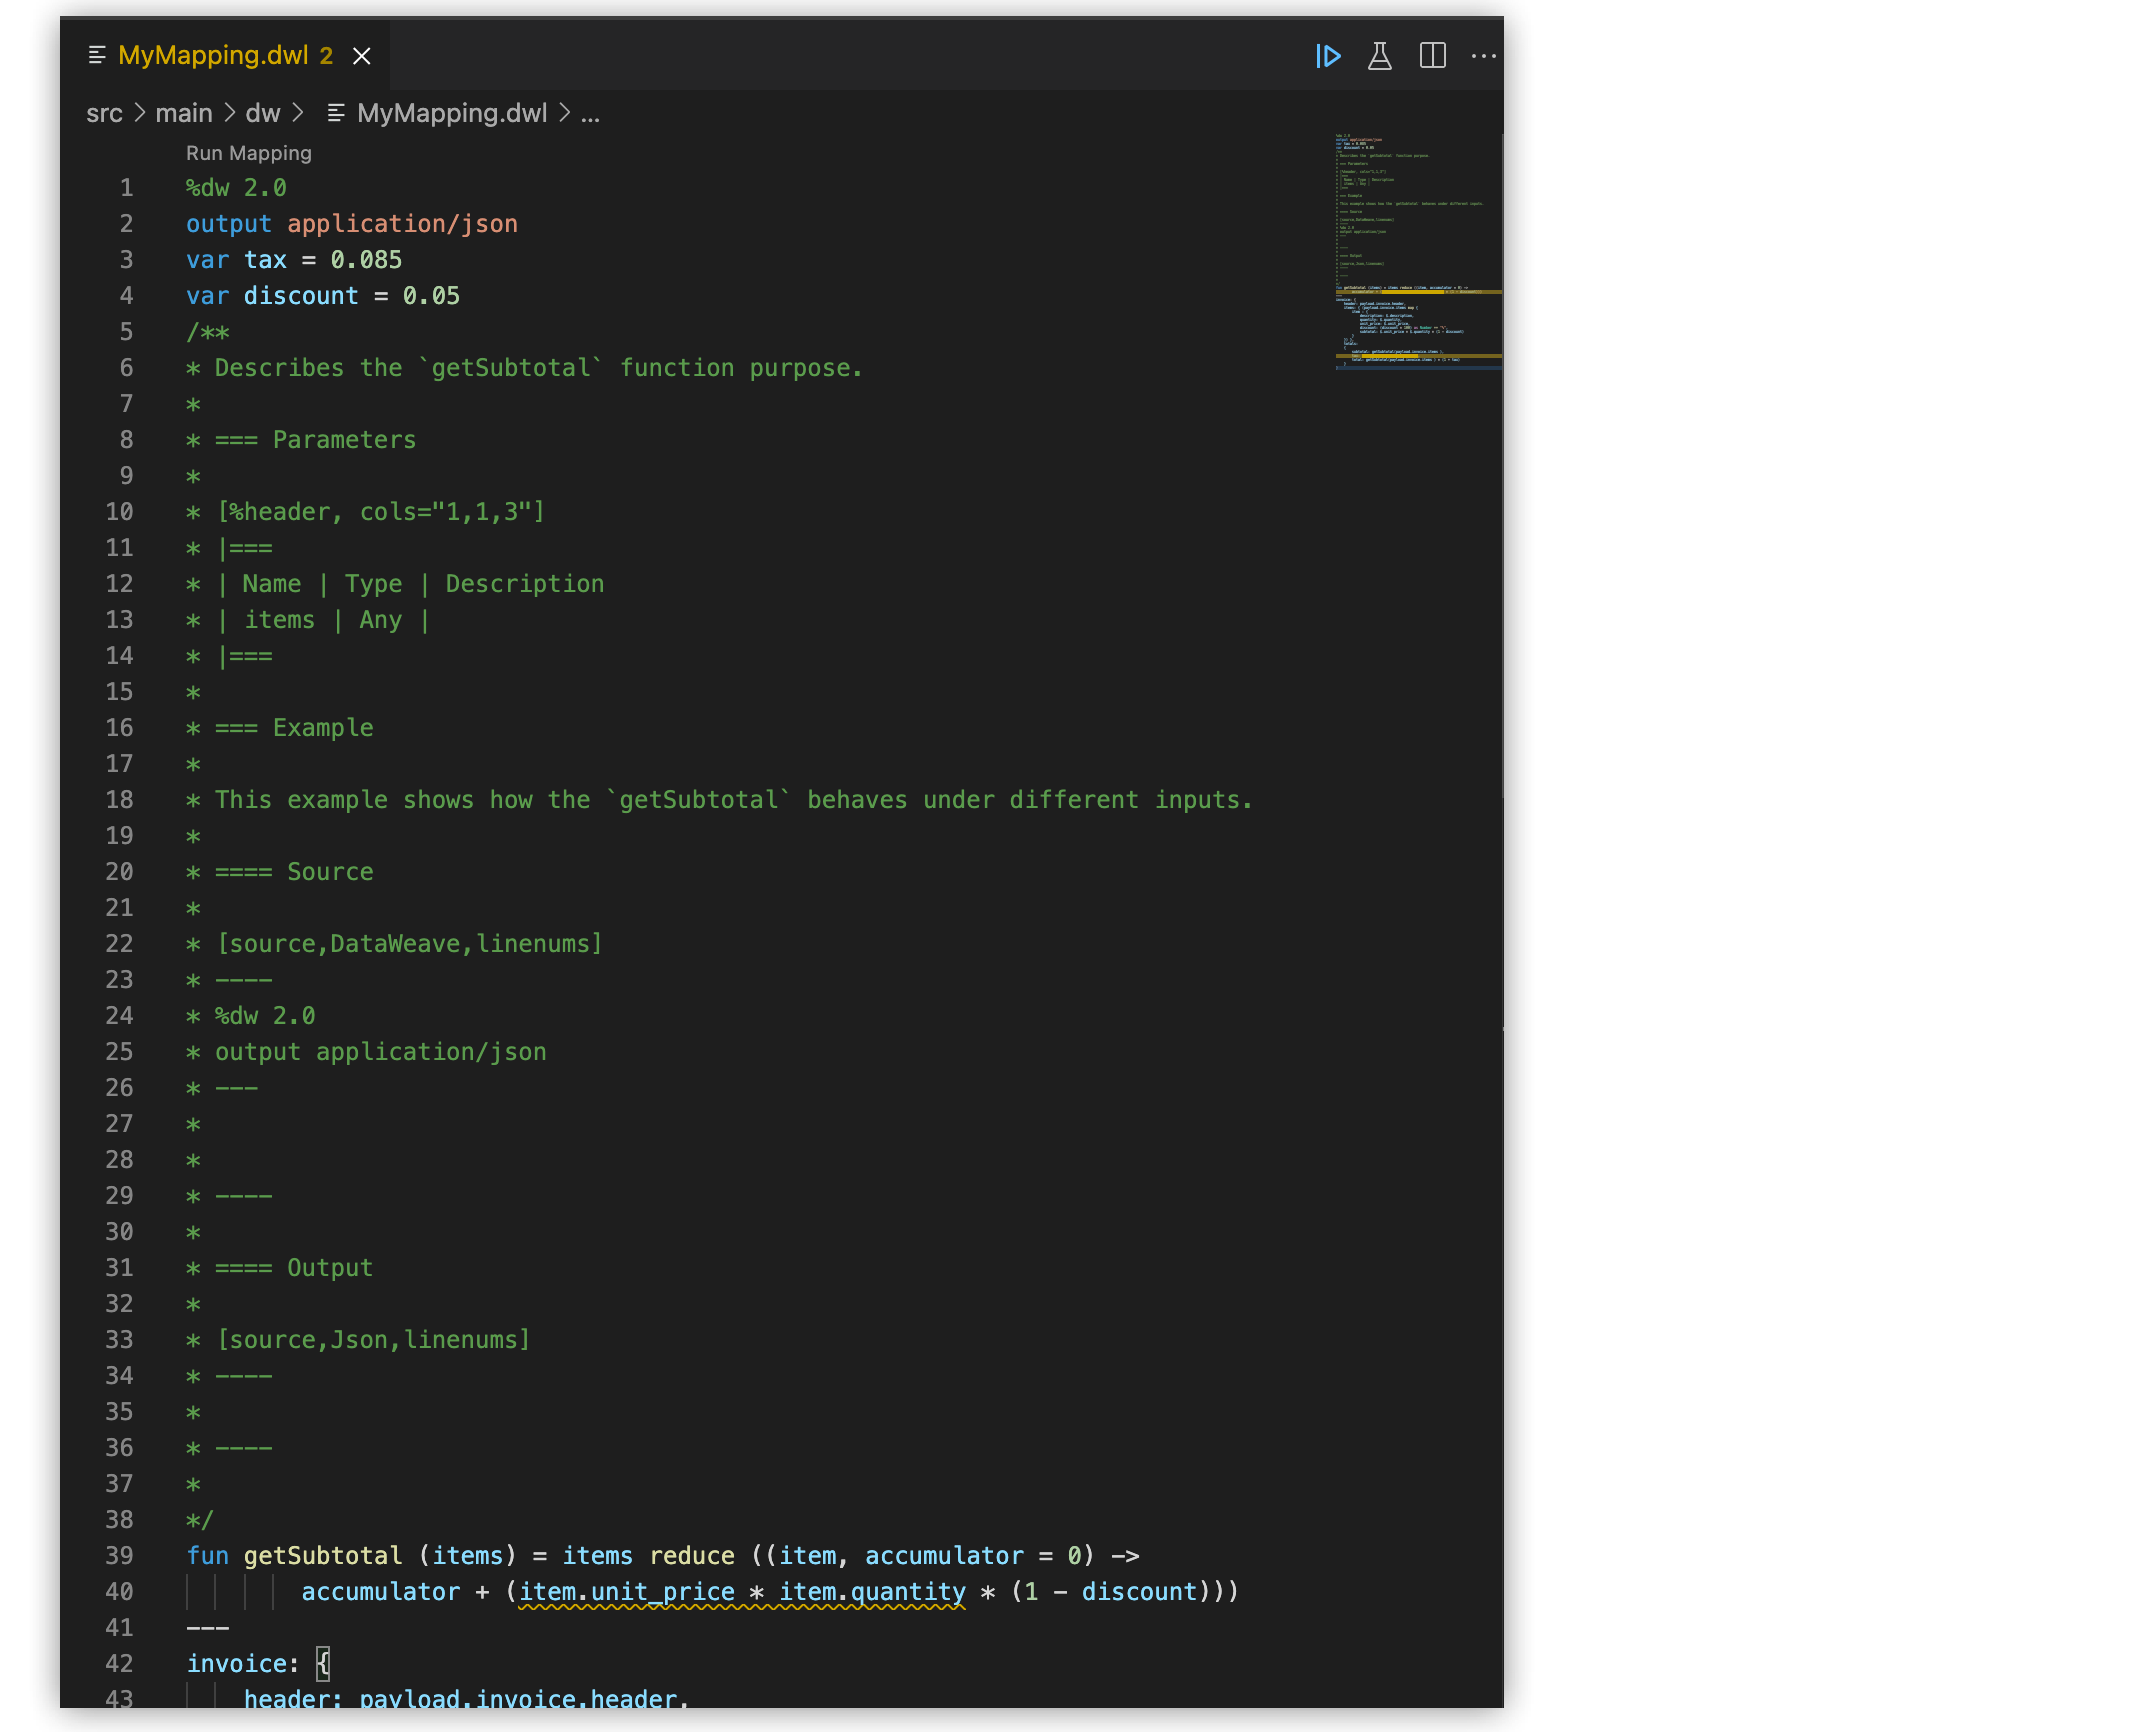 MyMapping.dwl 2
src > main > dw > MyMapping.dwl > ...
Run Mapping
1 %dw 2.0
2 output application/json
3 var tax = 0.085
4 var discount = 0.05
5 /**
6 * Describes the `getSubtotal` function purpose.
7 *
8 * === Parameters
9 *
10 * [%header, cols="1,1,3"]
11 * |===
12 * | Name | Type | Description
13 * | items | Any |
14 * |===
15 *
16 * === Example
17 *
18 * This example shows how the `getSubtotal` behaves under different inputs.
19 *
20 * ==== Source
21 *
22 * [source,DataWeave,linenums]
23 * ----
24 * %dw 2.0
25 * output application/json
26 * ---
27 *
28 *
29 * ----
30 *
31 * ==== Output
32 *
33 * [source,Json,linenums]
34 * ----
35 *
36 * ----
37 *
38 */
39 fun getSubtotal (items) = items reduce ((item, accumulator = 0) ->
40 accumulator + (item.unit_price * item.quantity * (1 - discount)))
41 ---
42 invoice: {
43 header: payload.invoice.header,